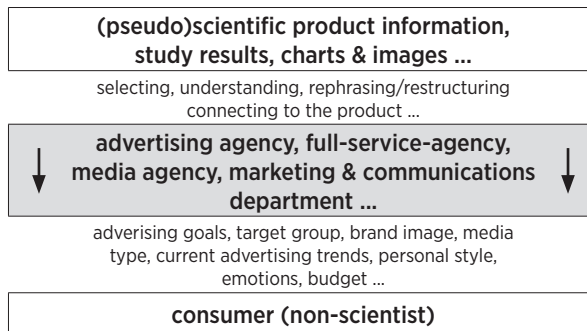 (pseudo)scientific product information,
study results, charts & images ...
selecting, understanding, rephrasing/restructuring
connecting to the product ...
advertising agency, full-service-agency,
media agency, marketing & communications
department ...
adverising goals, target group, brand image, media
type, current advertising trends, personal style,
emotions, budget ...
consumer (non-scientist)